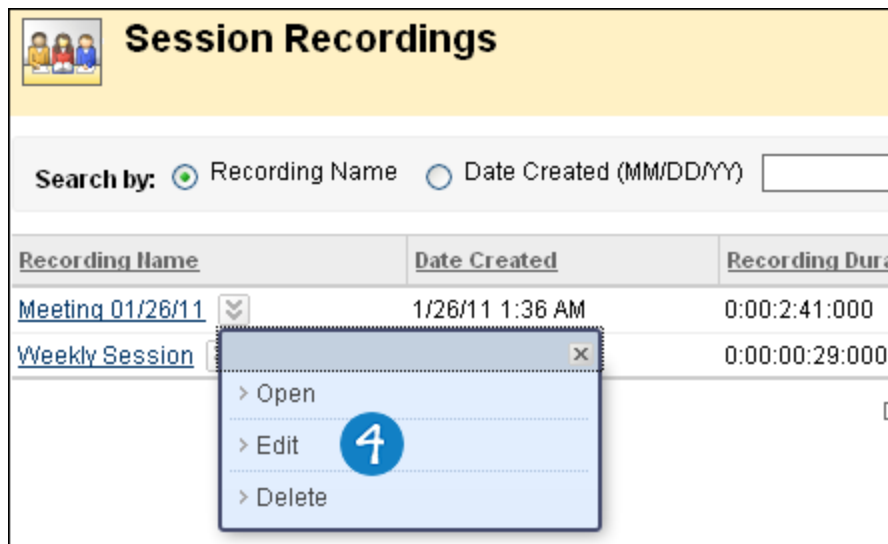 Session Recordings
Search by: Recording Name Date Created (MM/DD/YY)
Recording Name Date Created Recording Dura
Meeting 01/26/11 1/26/11 1:36 AM 0:00:2:41:000
Weekly Session 0:00:00:29:000
> Open
> Edit 4
> Delete